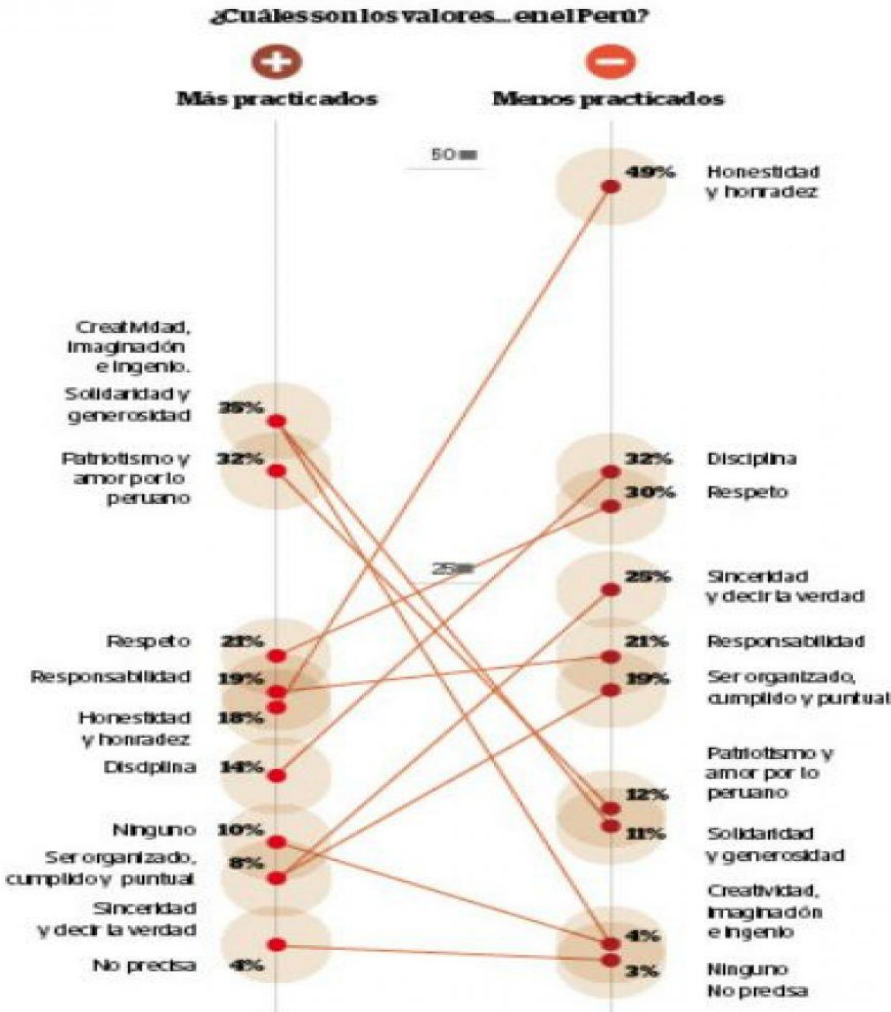 ¿Cuáles son los valores... en el Perú?
Más practicados
Menos practicados
50
49%
Honestidad
y honradez
Creatividad,
imaginación
e ingenio.
Solidaridad y
generosidad
35%
Patriotismo y
amor por lo
peruano
32%
32%
Disciplina
30%
Respeto
25
25%
Sinceridad
y decir la verdad
Respeto
21%
21%
Responsabilidad
Responsabilidad
19%
19%
Ser organizado,
cumplido y puntual
18%
Honestidad
y honradez
Disciplina
14%
Patriotismo y
amor por lo
peruano
12%
11%
Solidaridad
y generosidad
Ninguno
10%
Ser organizado,
cumplido y puntual
8%
Sinceridad
y decir la verdad
No precisa
4%
Creatividad,
imaginación
e ingenio
4%
3%
Ninguno
No precisa